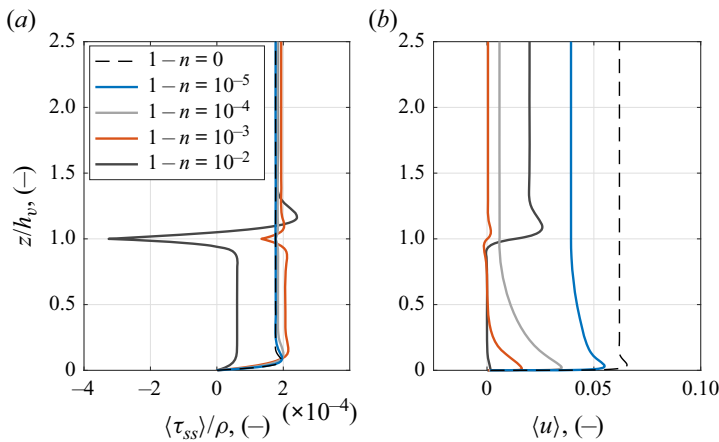 (a)
(b)
2.5
2.0
1.5
1.0
0.5
0
z/hᵥ, (–)
1 – n = 0
1 – n = 10⁻⁵
1 – n = 10⁻⁴
1 – n = 10⁻³
1 – n = 10⁻²
–4
–2
0
2
(×10⁻⁴)
⟨τₛₛ⟩/ρ, (–)
2.5
2.0
1.5
1.0
0.5
0
0
0.05
0.10
⟨u⟩, (–)